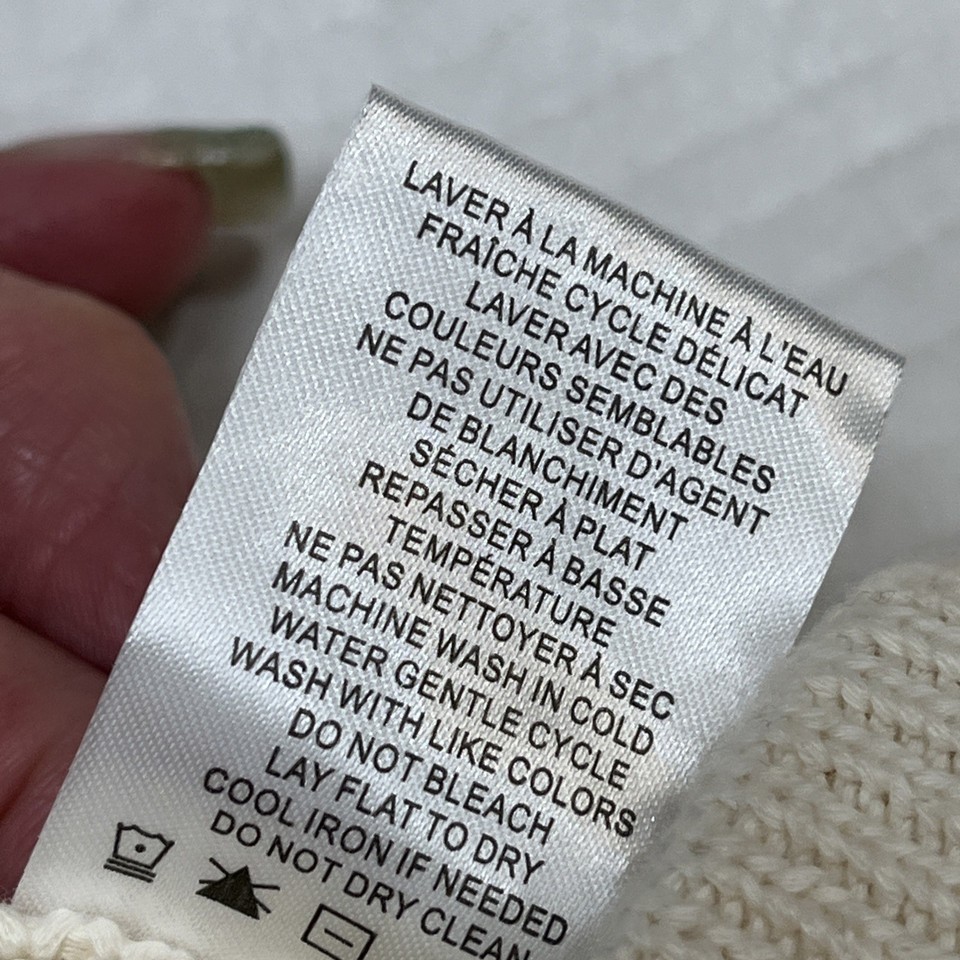 LAVER À LA MACHINE À L'EAU
FRAÎCHE CYCLE DÉLICAT
LAVER AVEC DES
COULEURS SEMBLABLES
NE PAS UTILISER D'AGENT
DE BLANCHIMENT
SÉCHER À PLAT
REPASSER À BASSE
TEMPÉRATURE
NE PAS NETTOYER À SEC
MACHINE WASH IN COLD
WATER GENTLE CYCLE
WASH WITH LIKE COLORS
DO NOT BLEACH
LAY FLAT TO DRY
COOL IRON IF NEEDED
DO NOT DRY CLEAN